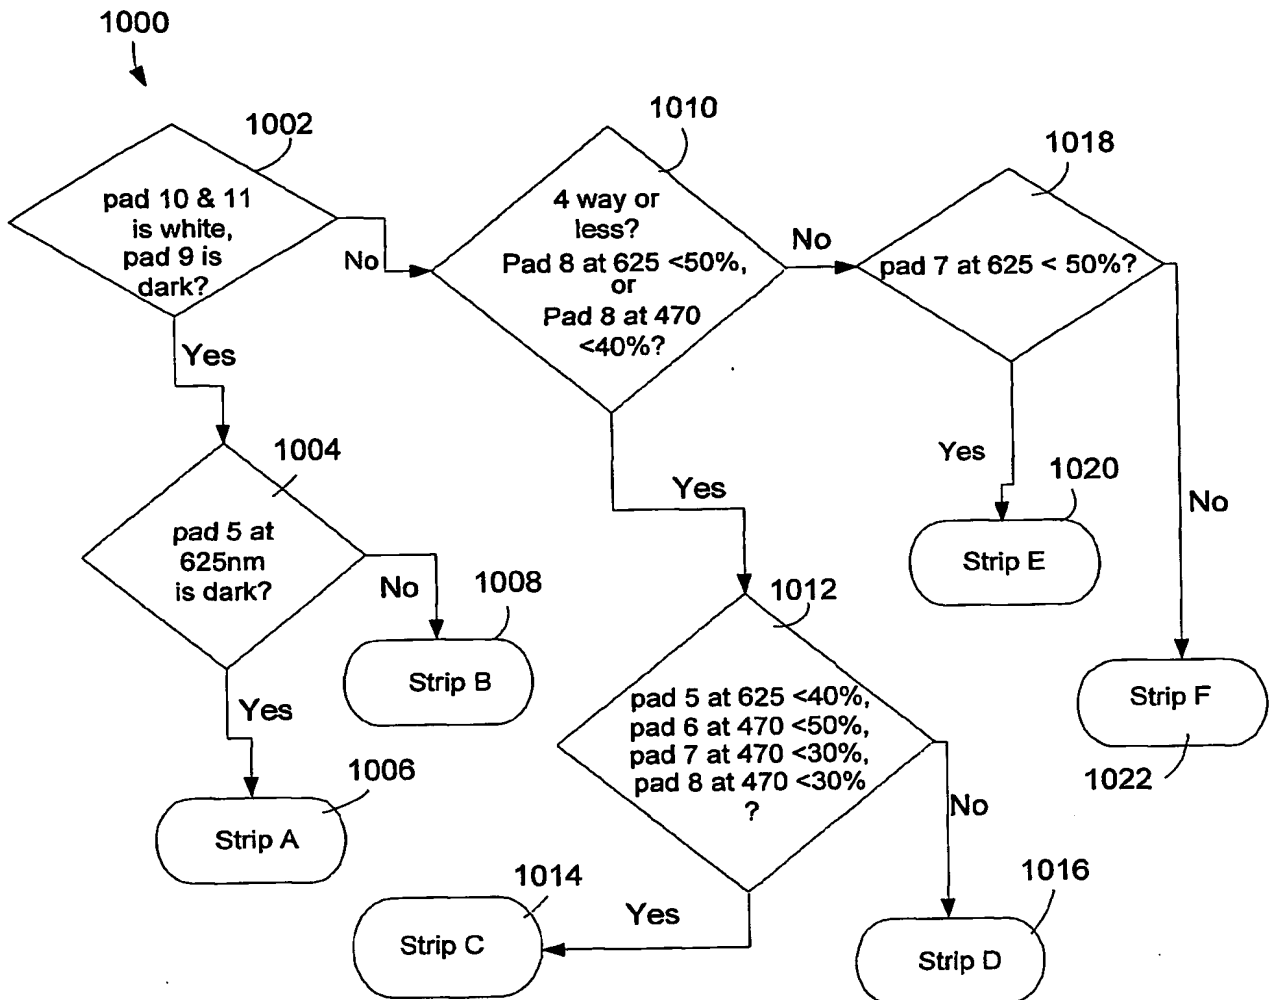 1000
1002
pad 10 & 11
is white,
pad 9 is
dark?
No
Yes
1010
4 way or
less?
Pad 8 at 625 <50%,
or
Pad 8 at 470
<40%?
No
Yes
1018
pad 7 at 625 < 50%?
Yes
No
1004
pad 5 at
625nm
is dark?
No
Yes
1008
Strip B
1006
Strip A
1012
pad 5 at 625 <40%,
pad 6 at 470 <50%,
pad 7 at 470 <30%,
pad 8 at 470 <30%
?
No
Yes
1014
Strip C
1016
Strip D
1020
Strip E
Strip F
1022